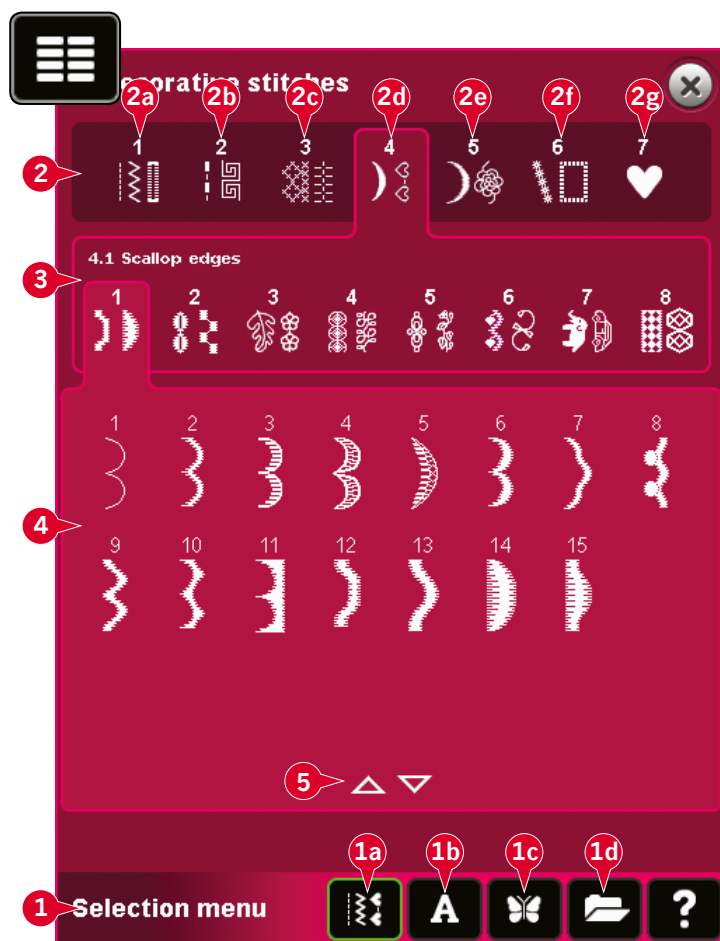 Decorative stitches
2a 2b 2c 2d 2e 2f 2g
1 2 3 4 5 6 7
2
4.1 Scallop edges
3
1 2 3 4 5 6 7 8
1 2 3 4 5 6 7 8
4
9 10 11 12 13 14 15
5
1a 1b 1c 1d
1 Selection menu A ?